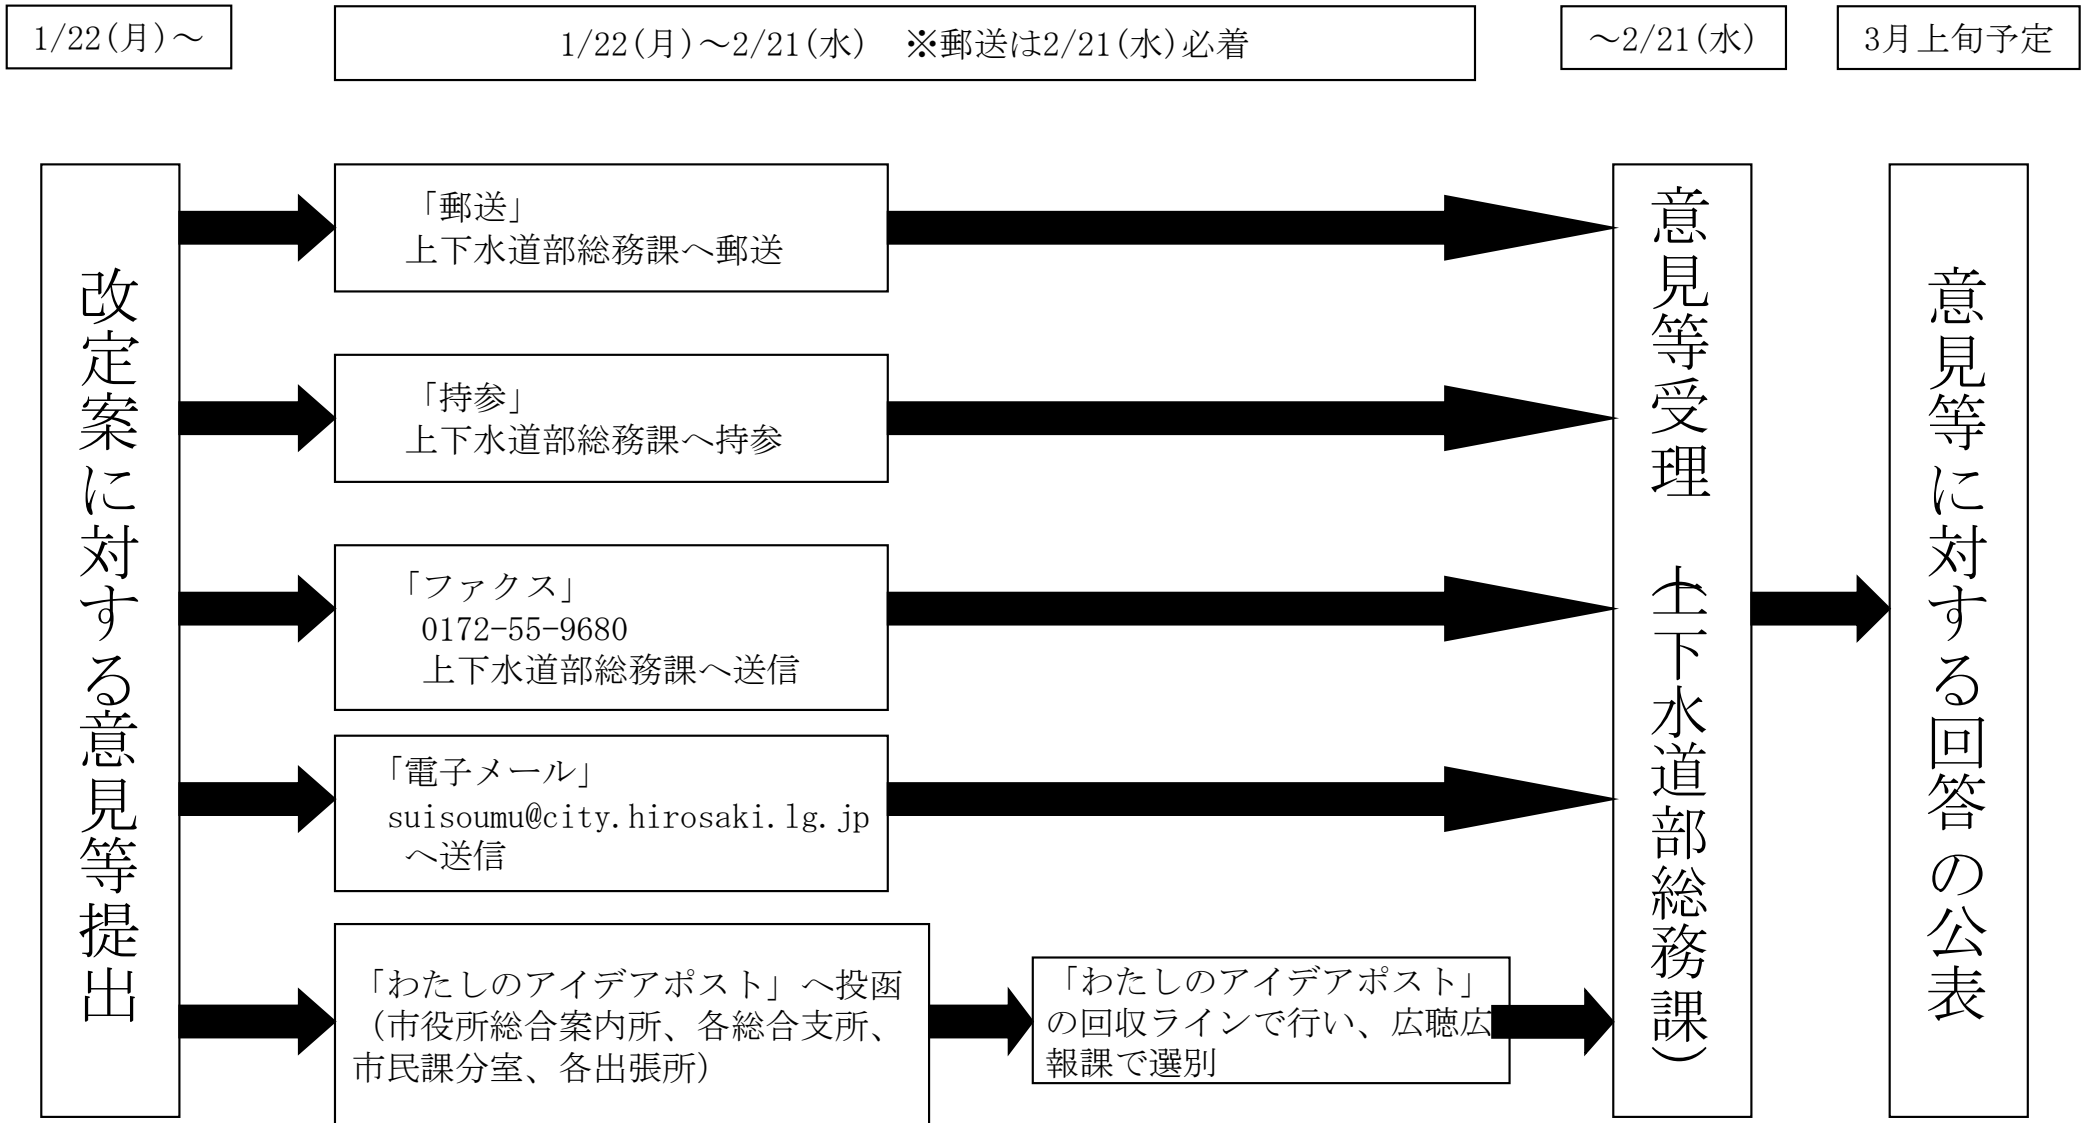 1/22(月)～
1/22(月)～2/21(水)　※郵送は2/21(水)必着
～2/21(水)
3月上旬予定
改定案に対する意見等提出
「郵送」
上下水道部総務課へ郵送
「持参」
上下水道部総務課へ持参
「ファクス」
0172-55-9680
上下水道部総務課へ送信
「電子メール」
suisoumu@city.hirosaki.lg.jp
へ送信
「わたしのアイデアポスト」へ投函
（市役所総合案内所、各総合支所、
市民課分室、各出張所）
「わたしのアイデアポスト」
の回収ラインで行い、広聴広
報課で選別
意見等受理　（上下水道部総務課）
意見等に対する回答の公表